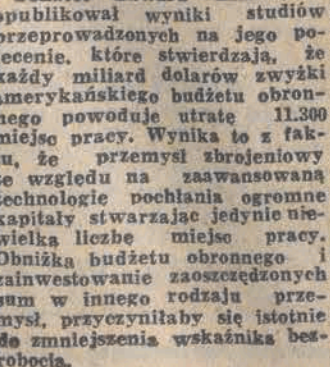 opublikował wyniki studiów
przeprowadzonych na jego po-
lecenie, które stwierdzają, że
każdy miliard dolarów zwyżki
amerykańskiego budżetu obron-
nego powoduje utratę 11.300
miejsc pracy. Wynika to z fak-
tu, że przemysł zbrojeniowy
ze względu na zaawansowaną
technologię pochłania ogromne
kapitały stwarzając jedynie nie-
wielką liczbę miejsc pracy.
Obniżka budżetu obronnego i
zainwestowanie zaoszczędzonych
sum w innego rodzaju prze-
mysł, przyczyniłaby się istotnie
do zmniejszenia wskaźnika bez-
robocia.